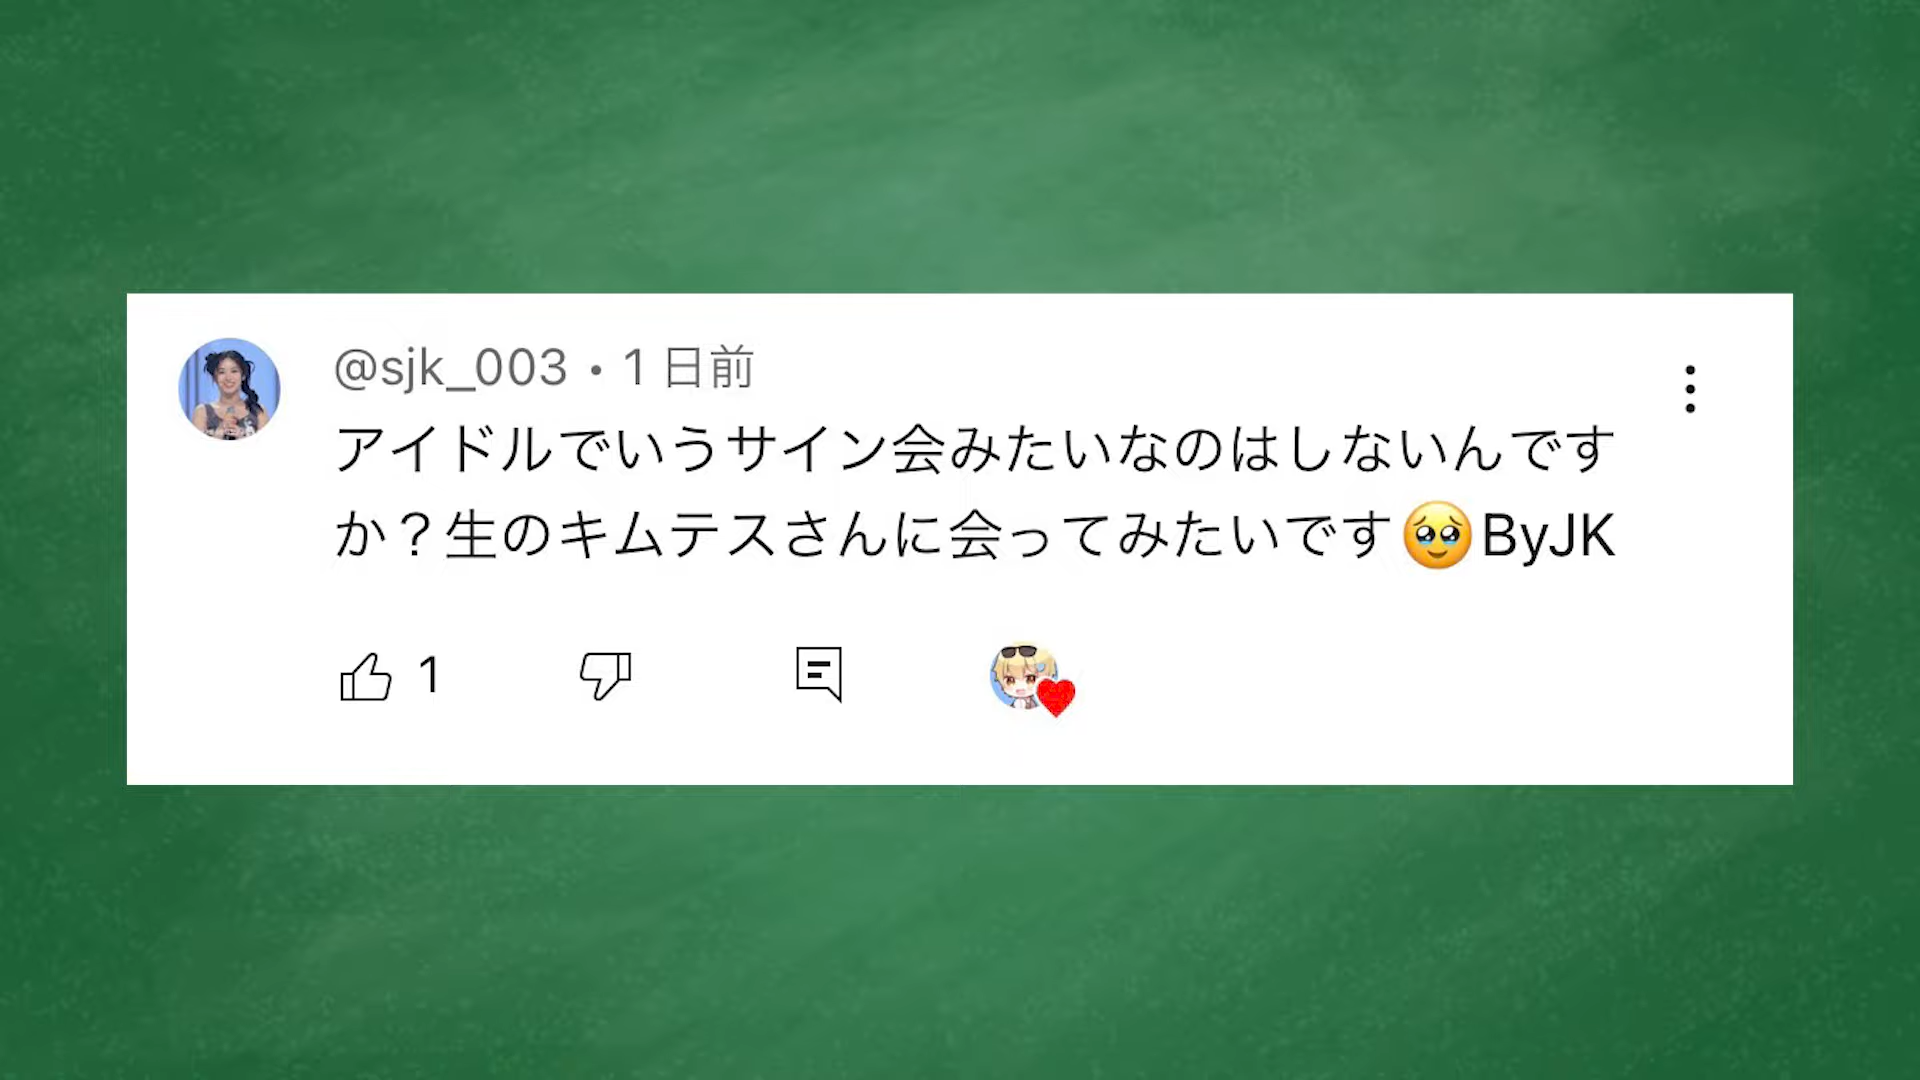 @sjk_003・1 日前
アイドルでいうサイン会みたいなのはしないんです
か？生のキムテスさんに会ってみたいです🥹ByJK
1